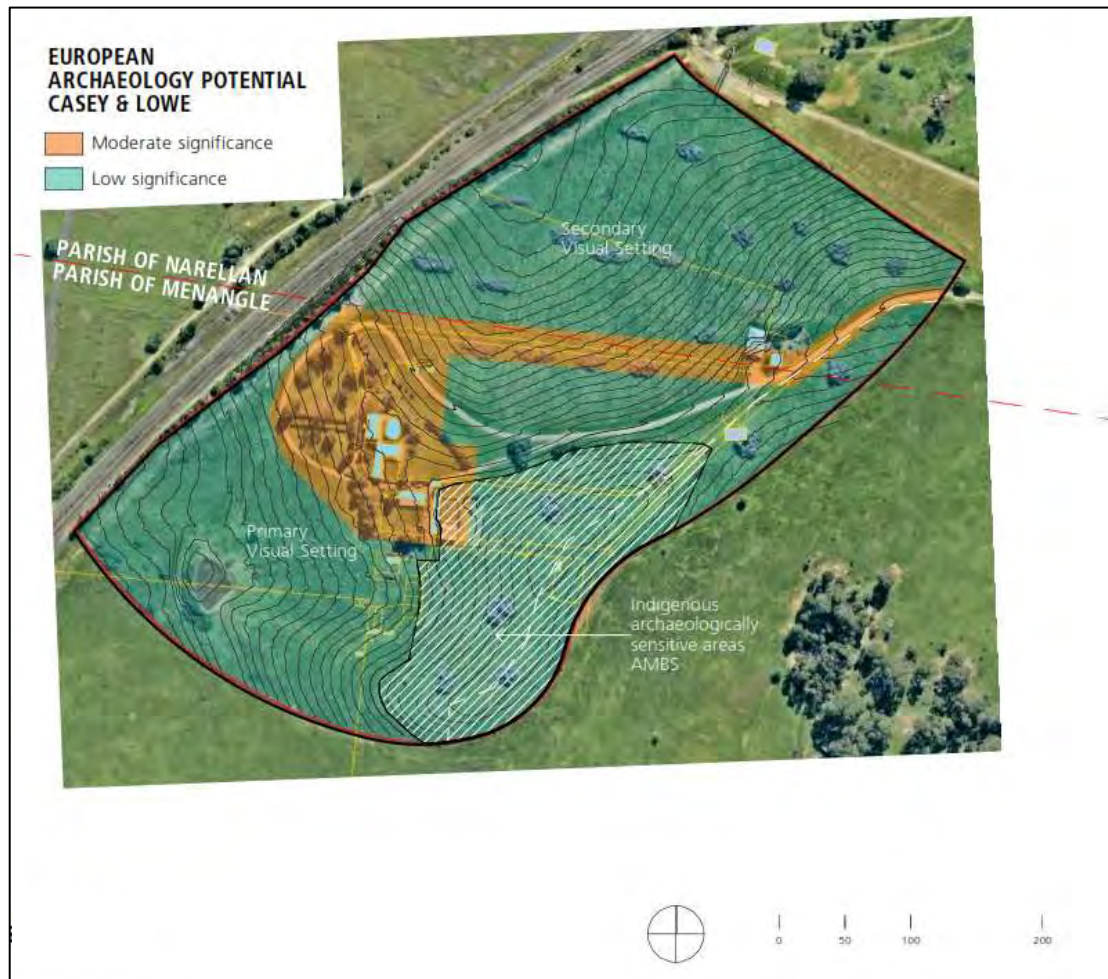 EUROPEAN
ARCHAEOLOGY POTENTIAL
CASEY & LOWE
Moderate significance
Low significance
PARISH OF NARELLAN
PARISH OF MENANGLE
Secondary
Visual Setting
Primary
Visual Setting
Indigenous
archaeologically
sensitive areas
AMBS
0 50 100 200